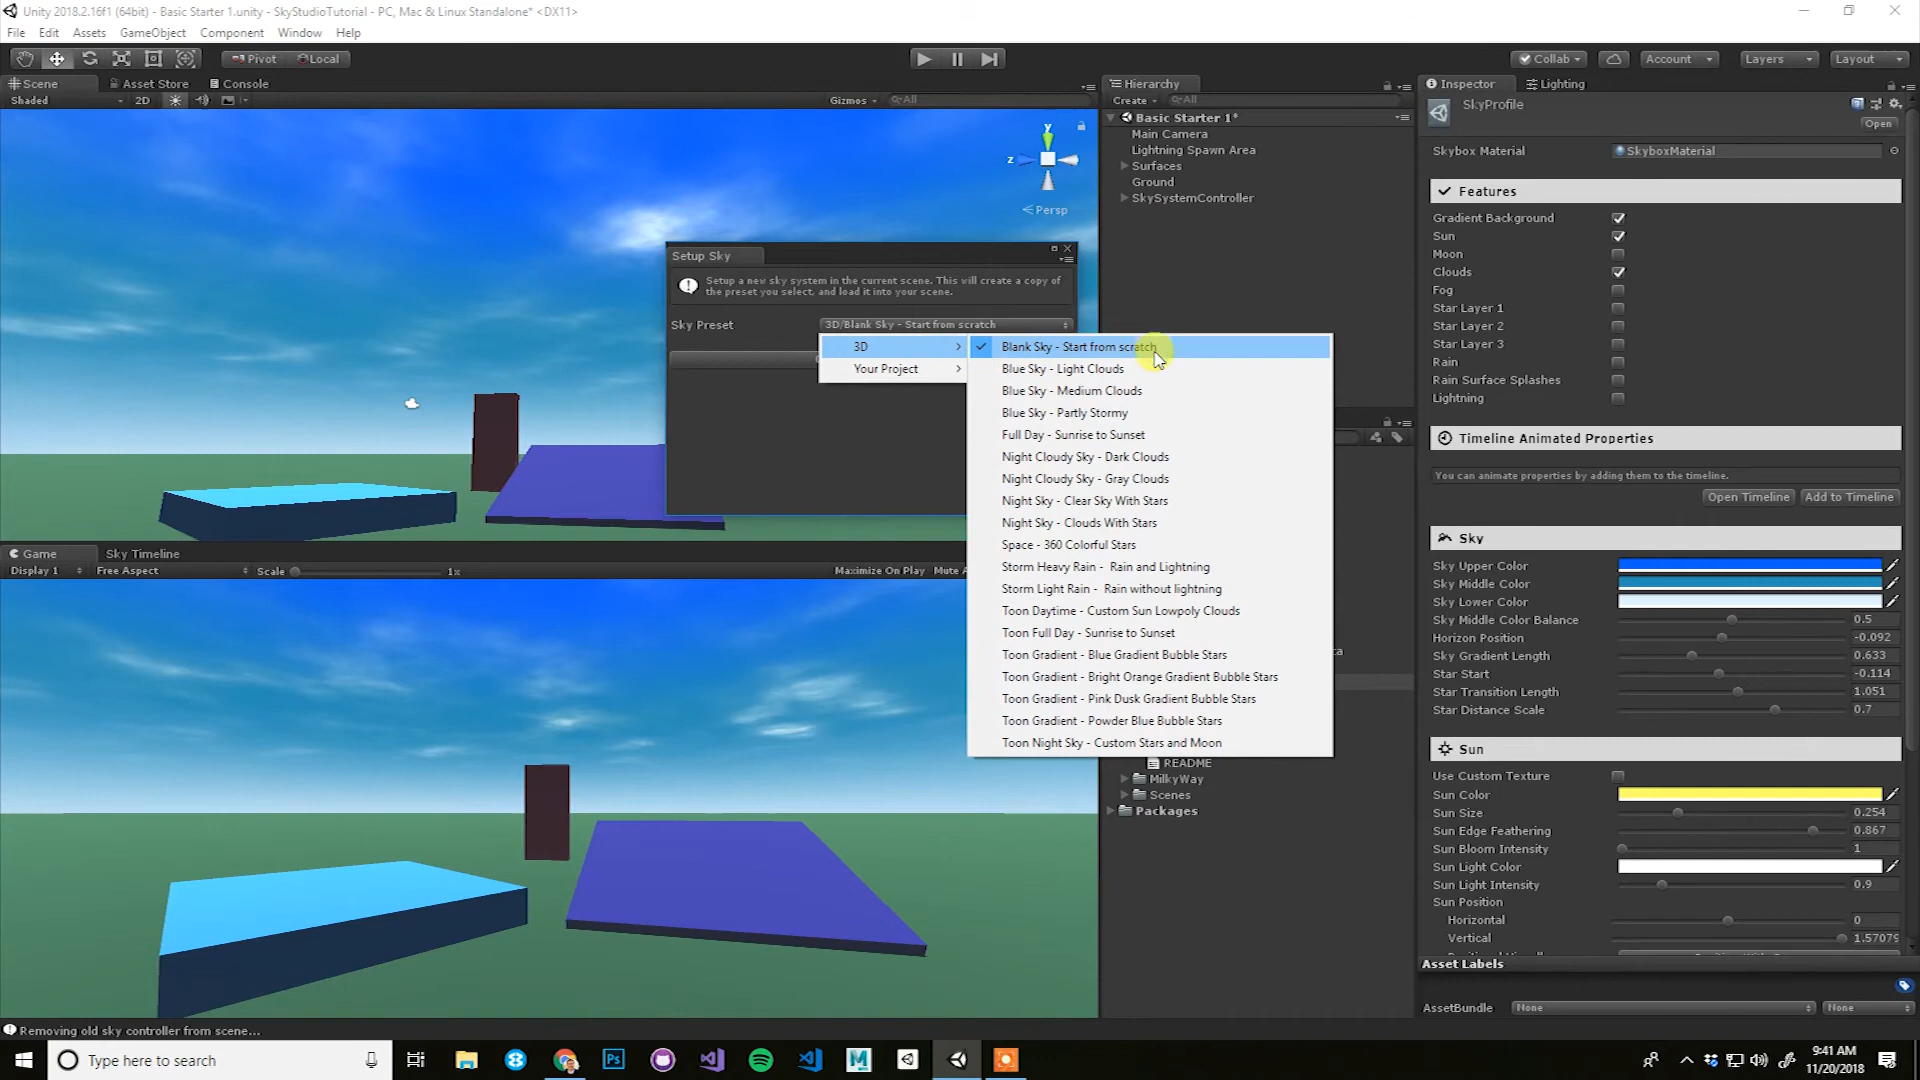 Unity 2018.2.16f1 (64bit) - Basic Starter 1.unity - SkyStudioTutorial - PC, Mac & Linux Standalone* <DX11>
File Edit Assets GameObject Component Window Help
Pivot Local Collab Account Layers Layout
Scene Asset Store Console
Shaded 2D Gizmos All
y
z
Persp
Hierarchy
Create All
Basic Starter 1*
Main Camera
Lightning Spawn Area
Surfaces
Ground
SkySystemController
Setup Sky
Setup a new sky system in the current scene. This will create a copy of
the preset you select, and load it into your scene.
Sky Preset 3D/Blank Sky - Start from scratch
3D
Your Project
Blank Sky - Start from scratch
Blue Sky - Light Clouds
Blue Sky - Medium Clouds
Blue Sky - Partly Stormy
Full Day - Sunrise to Sunset
Night Cloudy Sky - Dark Clouds
Night Cloudy Sky - Gray Clouds
Night Sky - Clear Sky With Stars
Night Sky - Clouds With Stars
Space - 360 Colorful Stars
Storm Heavy Rain - Rain and Lightning
Storm Light Rain - Rain without lightning
Toon Daytime - Custom Sun Lowpoly Clouds
Toon Full Day - Sunrise to Sunset
Toon Gradient - Blue Gradient Bubble Stars
Toon Gradient - Bright Orange Gradient Bubble Stars
Toon Gradient - Pink Dusk Gradient Bubble Stars
Toon Gradient - Powder Blue Bubble Stars
Toon Night Sky - Custom Stars and Moon
README
MilkyWay
Scenes
Packages
Game Sky Timeline
Display 1 Free Aspect Scale 1x Maximize On Play Mute A
Inspector Lighting
SkyProfile
Open
Skybox Material SkyboxMaterial
Features
Gradient Background
Sun
Moon
Clouds
Fog
Star Layer 1
Star Layer 2
Star Layer 3
Rain
Rain Surface Splashes
Lightning
Timeline Animated Properties
You can animate properties by adding them to the timeline.
Open Timeline Add to Timeline
Sky
Sky Upper Color
Sky Middle Color
Sky Lower Color
Sky Middle Color Balance 0.5
Horizon Position -0.092
Sky Gradient Length 0.633
Star Start -0.114
Star Transition Length 1.051
Star Distance Scale 0.7
Sun
Use Custom Texture
Sun Color
Sun Size 0.254
Sun Edge Feathering 0.867
Sun Bloom Intensity 1
Sun Light Color
Sun Light Intensity 0.9
Sun Position
Horizontal 0
Vertical 1.57079
Asset Labels
AssetBundle None None
Removing old sky controller from scene...
Type here to search
Ps
M
9:41 AM
11/20/2018